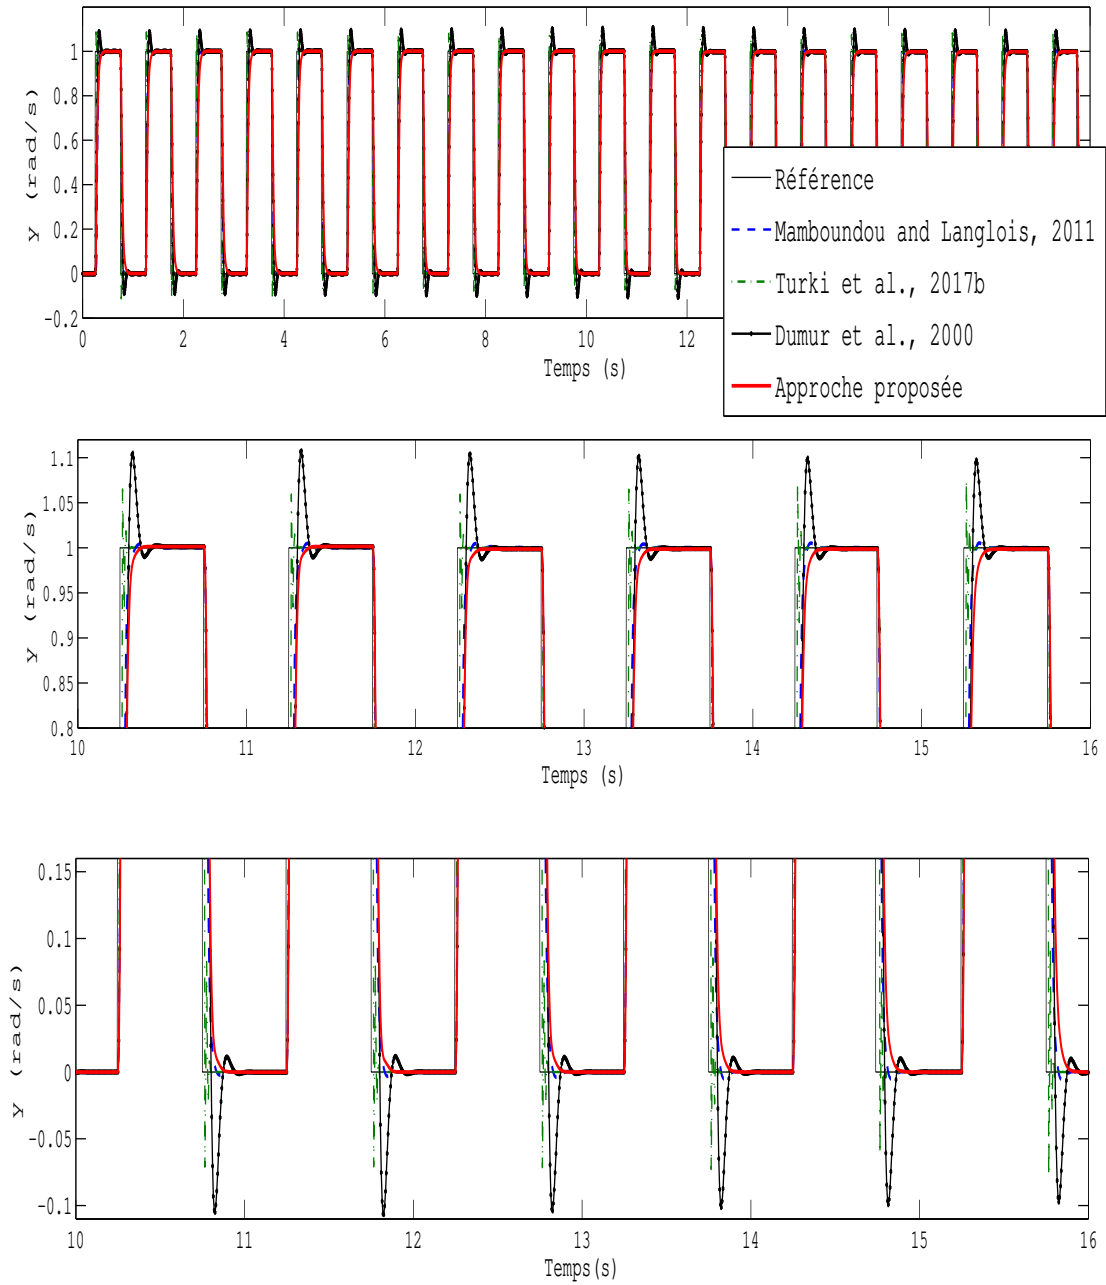 1
0.8
0.6
0.4
0.2
0
−0.2
y (rad/s)
0 2 4 6 8 10 12
Temps (s)
Référence
Mamboundou and Langlois, 2011
Turki et al., 2017b
Dumur et al., 2000
Approche proposée
1.1
1.05
1
0.95
0.9
0.85
0.8
y (rad/s)
10 11 12 13 14 15 16
Temps (s)
0.15
0.1
0.05
0
−0.05
−0.1
y (rad/s)
10 11 12 13 14 15 16
Temps(s)